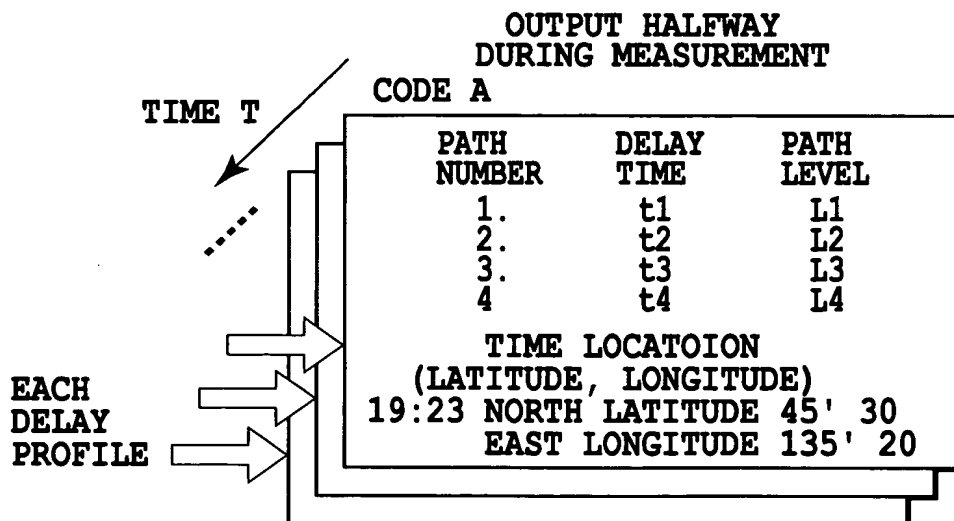 OUTPUT HALFWAY
DURING MEASUREMENT
TIME T
CODE A
PATH NUMBER DELAY TIME PATH LEVEL
1. t1 L1
2. t2 L2
3. t3 L3
4 t4 L4
TIME LOCATOION
(LATITUDE, LONGITUDE)
19:23 NORTH LATITUDE 45' 30
EAST LONGITUDE 135' 20
EACH
DELAY
PROFILE